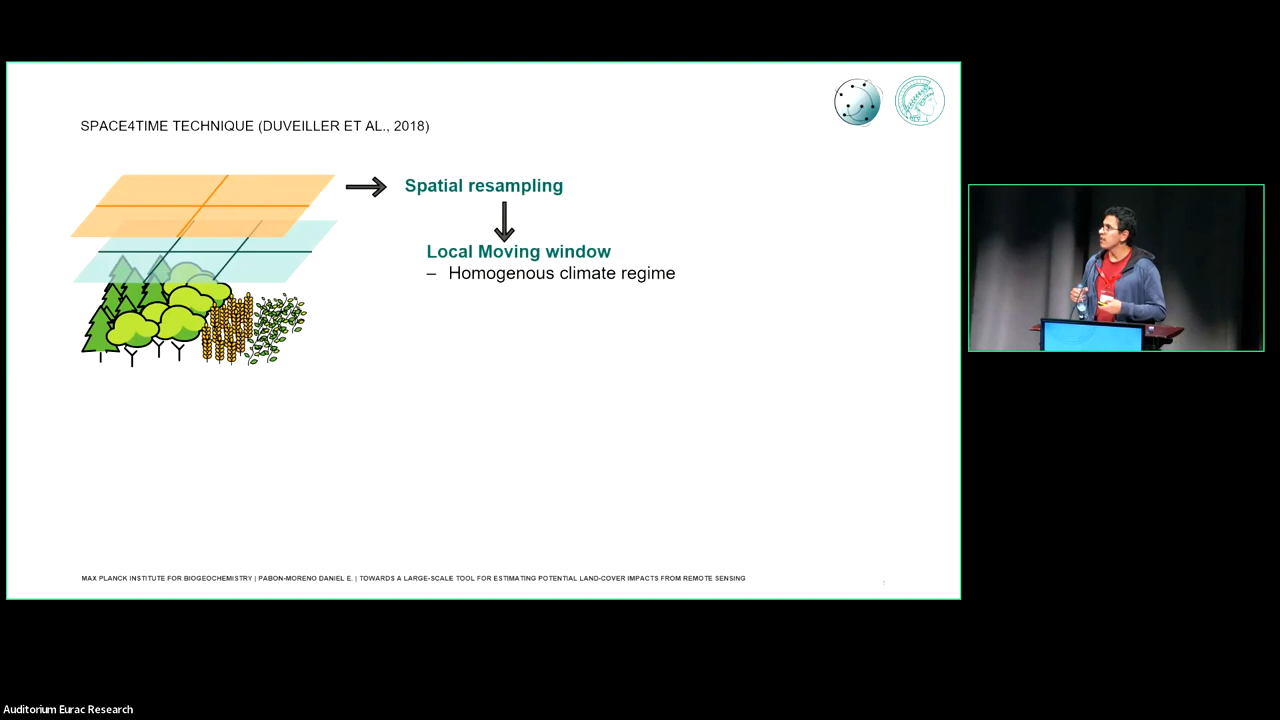 SPACE4TIME TECHNIQUE (DUVEILLER ET AL., 2018)
Spatial resampling
Local Moving window
– Homogenous climate regime
MAX PLANCK INSTITUTE FOR BIOGEOCHEMISTRY | PABON-MORENO DANIEL E. | TOWARDS A LARGE-SCALE TOOL FOR ESTIMATING POTENTIAL LAND-COVER IMPACTS FROM REMOTE SENSING
Auditorium Eurac Research